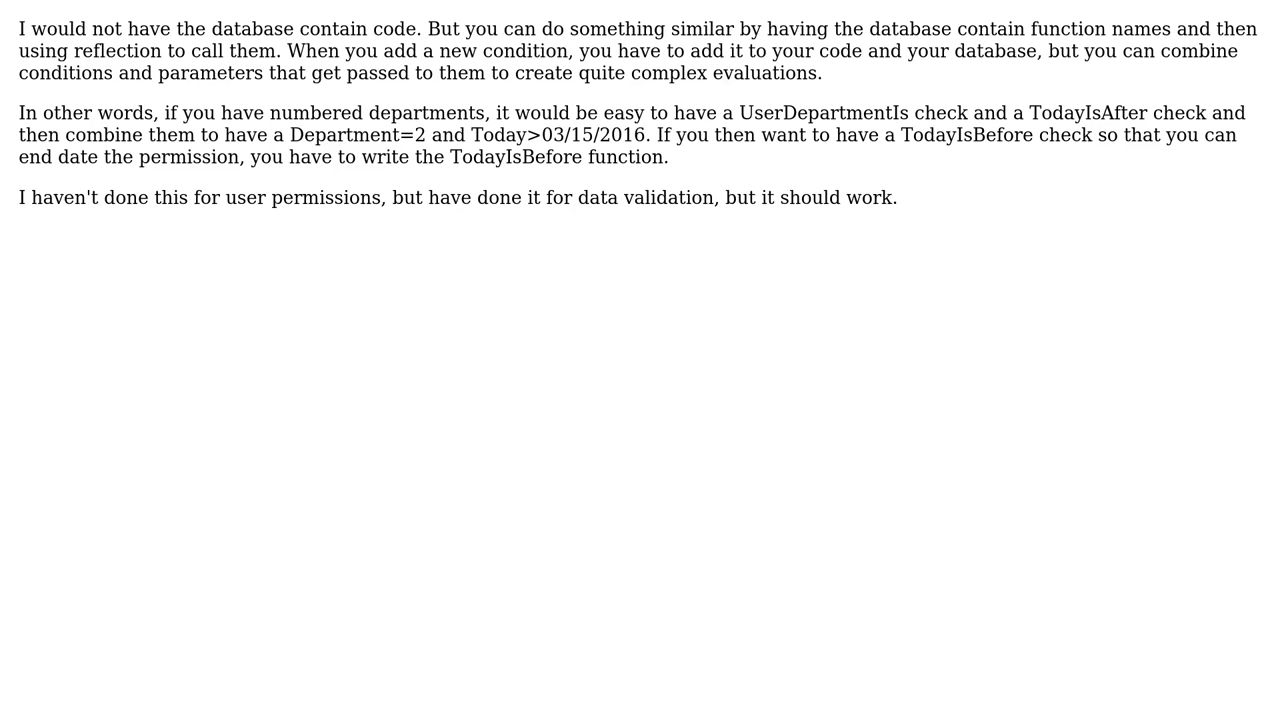 I would not have the database contain code. But you can do something similar by having the database contain function names and then
using reflection to call them. When you add a new condition, you have to add it to your code and your database, but you can combine
conditions and parameters that get passed to them to create quite complex evaluations.
In other words, if you have numbered departments, it would be easy to have a UserDepartmentIs check and a TodayIsAfter check and
then combine them to have a Department=2 and Today>03/15/2016. If you then want to have a TodayIsBefore check so that you can
end date the permission, you have to write the TodayIsBefore function.
I haven't done this for user permissions, but have done it for data validation, but it should work.